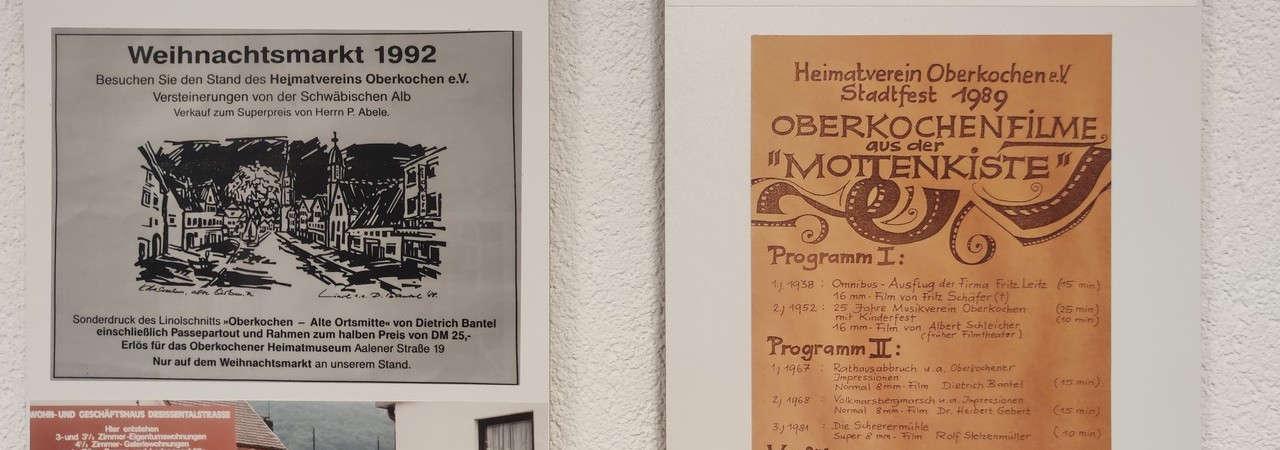 Weihnachtsmarkt 1992
Besuchen Sie den Stand des Heimatvereins Oberkochen e.V.
Versteinerungen von der Schwäbischen Alb
Verkauf zum Superpreis von Herrn P. Abele.
Sonderdruck des Linolschnitts »Oberkochen – Alte Ortsmitte« von Dietrich Bantel
einschließlich Passepartout und Rahmen zum halben Preis von DM 25,-
Erlös für das Oberkochener Heimatmuseum Aalener Straße 19
Nur auf dem Weihnachtsmarkt an unserem Stand.
WOHN- UND GESCHÄFTSHAUS DREISSENTALSTRASSE
Hier entstehen
3- und 3½ Zimmer-Eigentumswohnungen
4½ Zimmer-Galeriewohnungen
Heimatverein Oberkochen e.V.
Stadtfest 1989
OBERKOCHENFILME
aus der
"MOTTENKISTE"
Programm I:
1.) 1938 : Omnibus - Ausflug der Firma Fritz Leitz (15 min)
16 mm - Film von Fritz Schäfer (†)
2.) 1952 : 25 Jahre Musikverein Oberkochen (25 min)
mit Kinderfest (10 min)
16 mm - Film von Albert Schleicher
(früher Filmtheater)
Programm II:
1.) 1967 : Rathausabbruch u.a. Oberkochener
Impressionen
Normal 8mm - Film Dietrich Bantel (15 min)
2.) 1968 : Volkmarsbergmarsch u.a. Impressionen
Normal 8mm - Film Dr. Herbert Gebert (15 min)
3.) 1981 : Die Scheerermühle
Super 8 mm - Film Rolf Stelzenmüller (10 min)